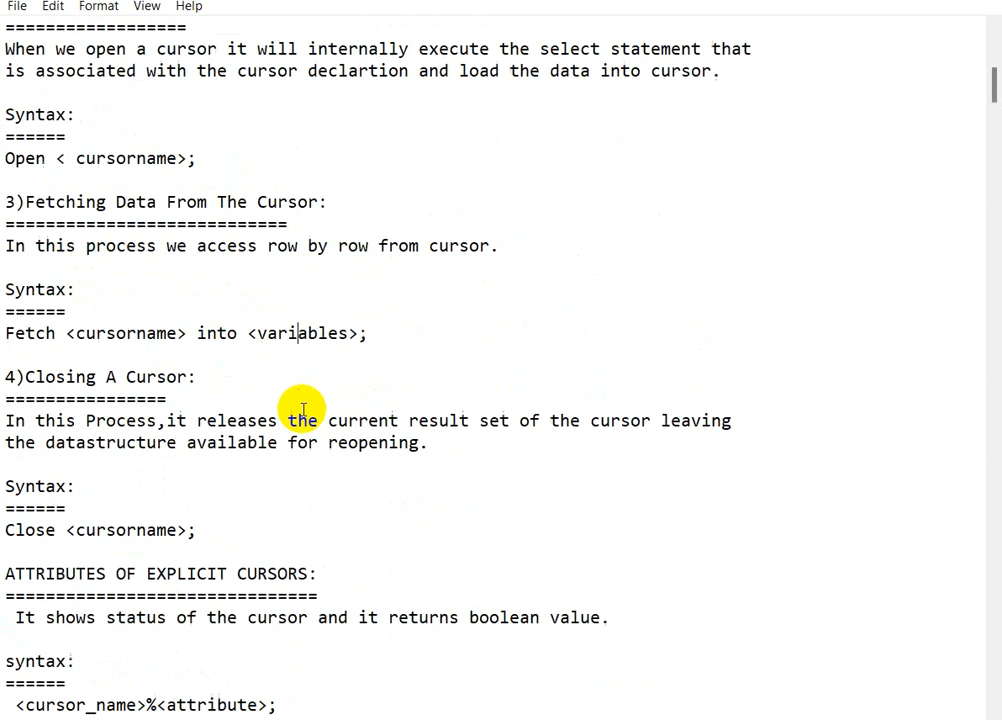 File Edit Format View Help
==================
When we open a cursor it will internally execute the select statement that
is associated with the cursor declartion and load the data into cursor.
Syntax:
======
Open < cursorname>;
3)Fetching Data From The Cursor:
============================
In this process we access row by row from cursor.
Syntax:
======
Fetch <cursorname> into <variables>;
4)Closing A Cursor:
================
In this Process,it releases the current result set of the cursor leaving
the datastructure available for reopening.
Syntax:
======
Close <cursorname>;
ATTRIBUTES OF EXPLICIT CURSORS:
===============================
It shows status of the cursor and it returns boolean value.
syntax:
======
<cursor_name>%<attribute>;